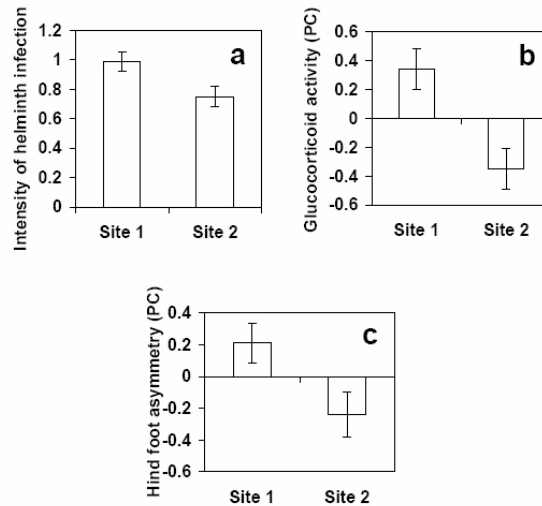 Intensity of helminth infection
1.2
1
0.8
0.6
0.4
0.2
0
a
Site 1 Site 2
Glucocorticoid activity (PC)
0.6
0.4
0.2
0
-0.2
-0.4
-0.6
b
Site 1 Site 2
Hind foot asymmetry (PC)
0.4
0.2
0
-0.2
-0.4
-0.6
c
Site 1 Site 2